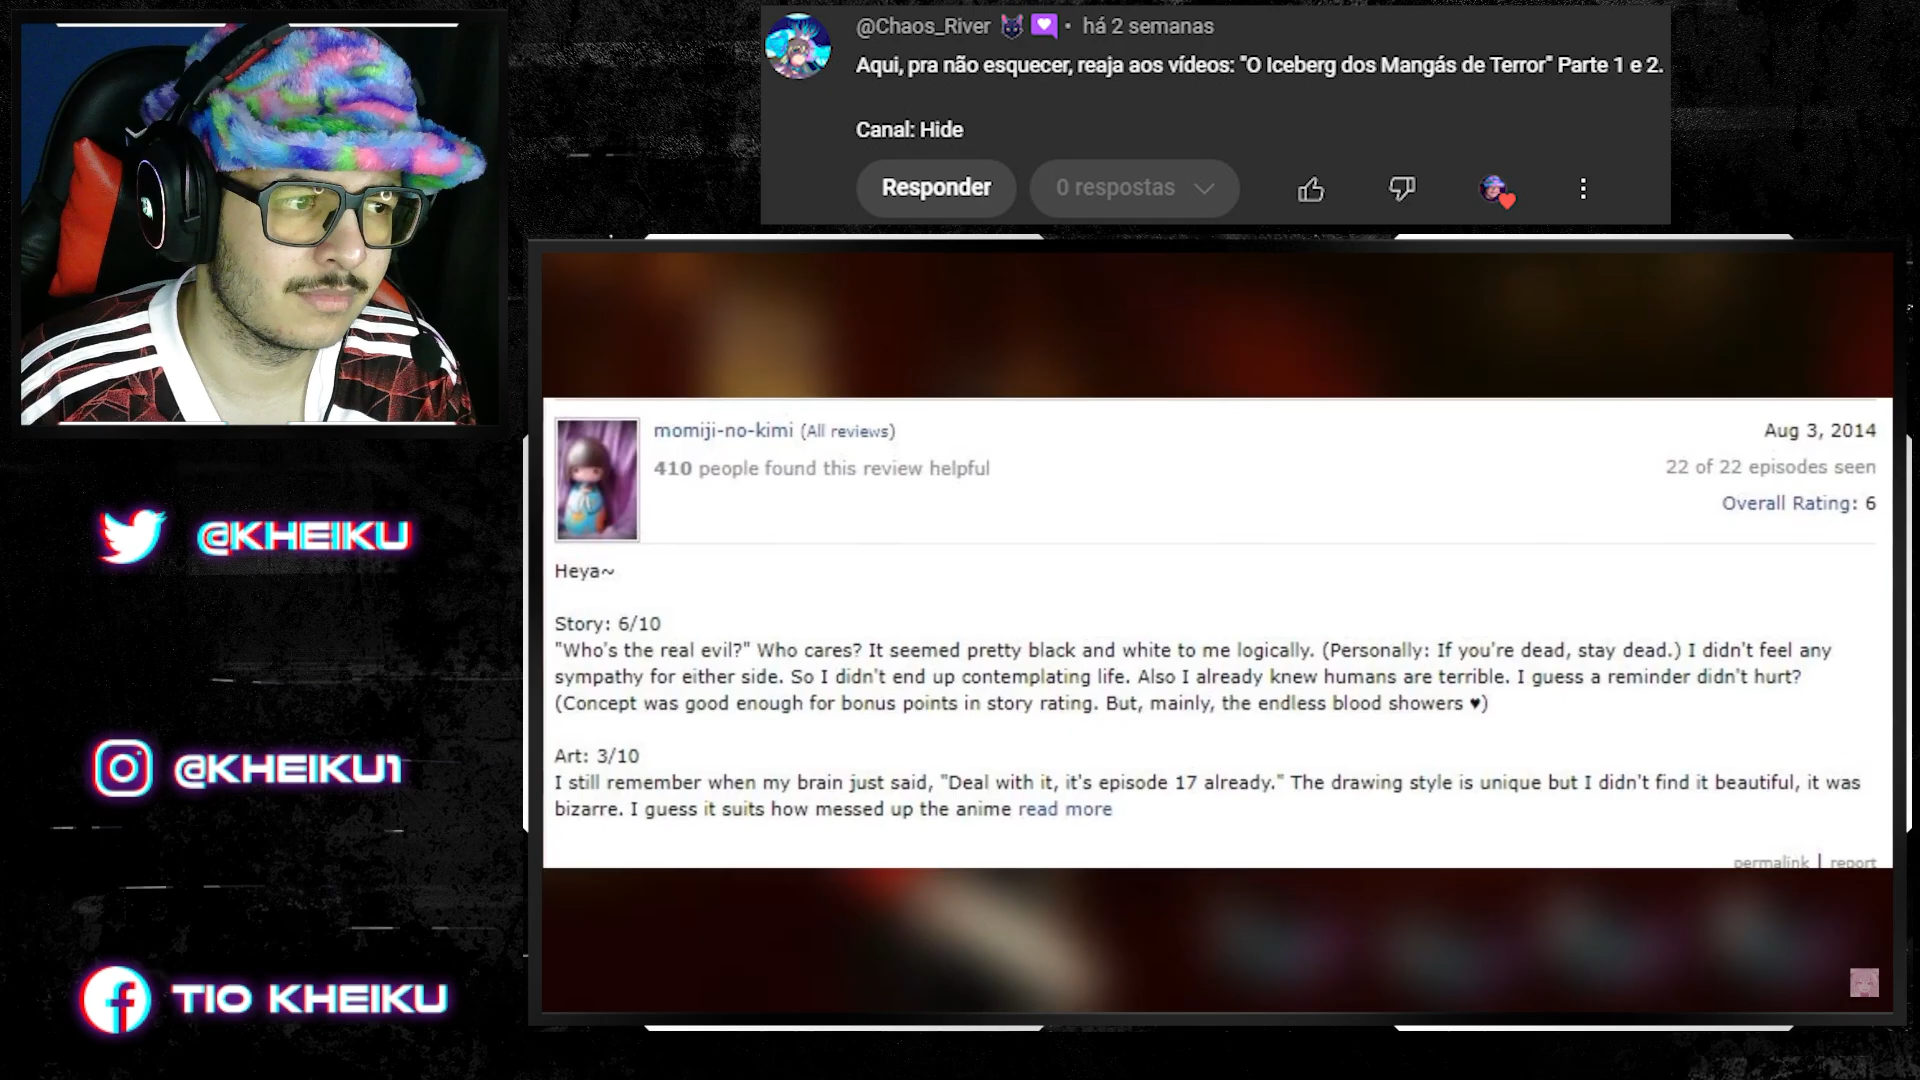 @Chaos_River • há 2 semanas
Aqui, pra não esquecer, reaja aos vídeos: "O Iceberg dos Mangás de Terror" Parte 1 e 2.
Canal: Hide
Responder
0 respostas
momiji-no-kimi (All reviews)
Aug 3, 2014
410 people found this review helpful
22 of 22 episodes seen
Overall Rating: 6
Heya~
Story: 6/10
"Who's the real evil?" Who cares? It seemed pretty black and white to me logically. (Personally: If you're dead, stay dead.) I didn't feel any
sympathy for either side. So I didn't end up contemplating life. Also I already knew humans are terrible. I guess a reminder didn't hurt?
(Concept was good enough for bonus points in story rating. But, mainly, the endless blood showers ♥)
Art: 3/10
I still remember when my brain just said, "Deal with it, it's episode 17 already." The drawing style is unique but I didn't find it beautiful, it was
bizarre. I guess it suits how messed up the anime read more
permalink | report
@KHEIKU
@KHEIKU1
TIO KHEIKU